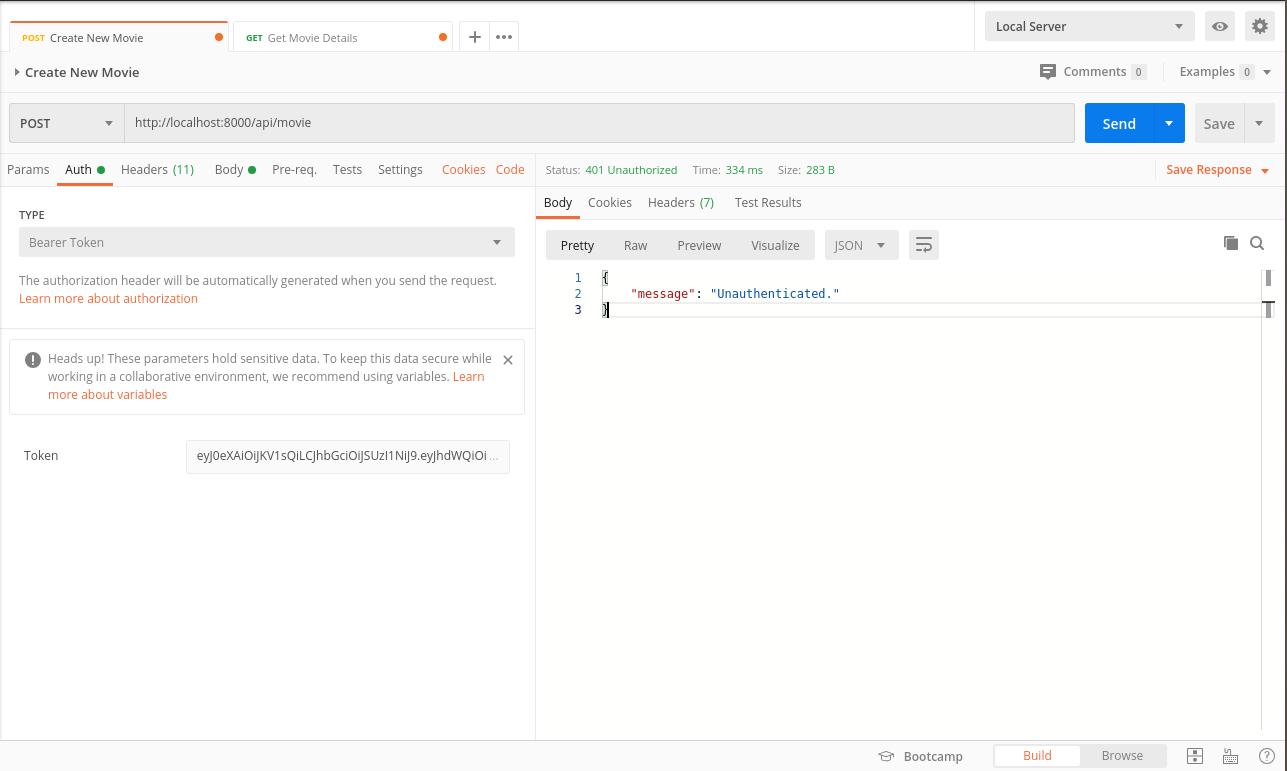 POST Create New Movie
GET Get Movie Details
Local Server
Create New Movie
Comments 0
Examples 0
POST
http://localhost:8000/api/movie
Send
Save
Params Auth Headers (11) Body Pre-req. Tests Settings Cookies Code
Status: 401 Unauthorized Time: 334 ms Size: 283 B
Save Response
TYPE
Bearer Token
The authorization header will be automatically generated when you send the request.
Learn more about authorization
Heads up! These parameters hold sensitive data. To keep this data secure while
working in a collaborative environment, we recommend using variables. Learn
more about variables
Token
eyJ0eXAiOiJKV1sQiLCJhbGciOiJSUzI1NiJ9.eyJhdWQiOi ...
Body Cookies Headers (7) Test Results
Pretty Raw Preview Visualize JSON
1 {
2 "message": "Unauthenticated."
3 }
Bootcamp
Build
Browse